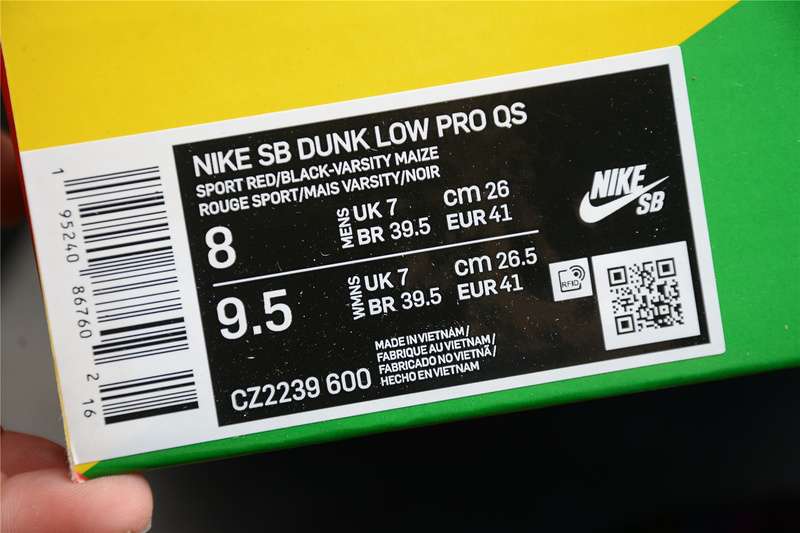 NIKE SB DUNK LOW PRO QS
SPORT RED/BLACK-VARSITY MAIZE
ROUGE SPORT/MAIS VARSITY/NOIR
8
MENS
UK 7 cm 26
BR 39.5 EUR 41
9.5
WMNS
UK 7 cm 26.5
BR 39.5 EUR 41
CZ2239 600
MADE IN VIETNAM/
FABRIQUE AU VIETNAM/
FABRICADO NO VIETNÃ/
HECHO EN VIETNAM
NIKE
SB
RFID
1 95240 86760 2 16